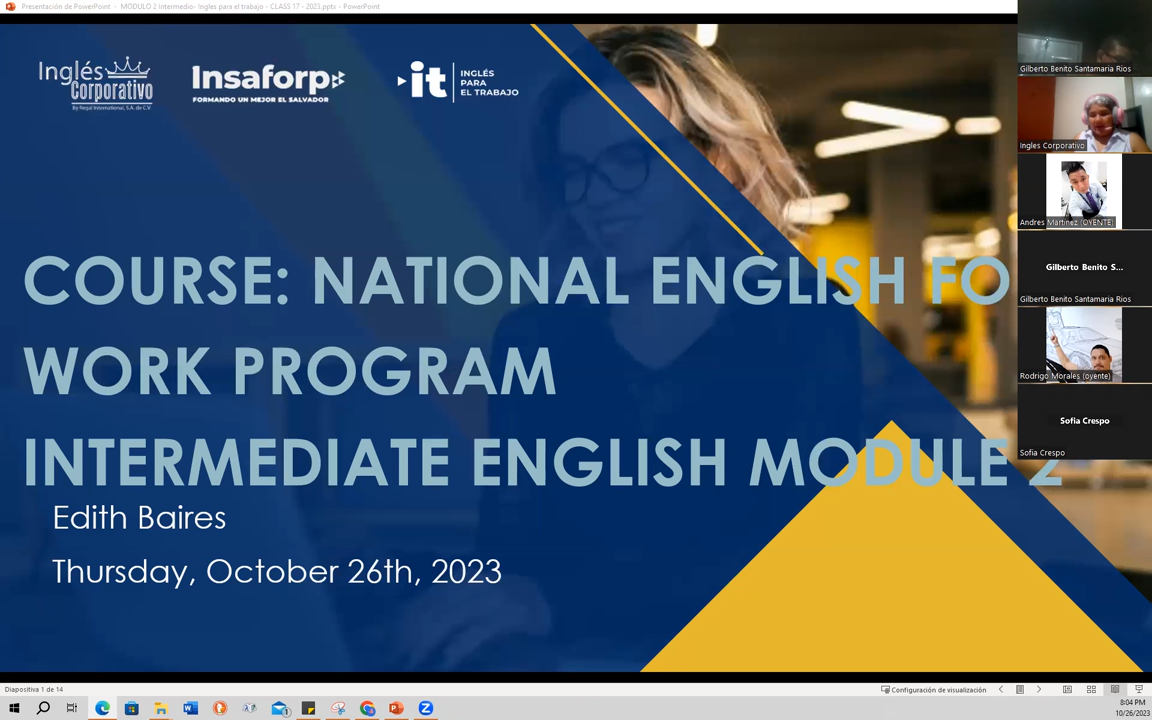 Presentación de PowerPoint - MODULO 2 Intermedio- Ingles para el trabajo - CLASS 17 - 2023.pptx - PowerPoint
Inglés
Corporativo
By Regal International, S.A. de C.V
Insaforp
FORMANDO UN MEJOR EL SALVADOR
it
INGLÉS
PARA
EL TRABAJO
COURSE: NATIONAL ENGLISH FO
WORK PROGRAM
INTERMEDIATE ENGLISH MODULE 2
Edith Baires
Thursday, October 26th, 2023
Gilberto Benito Santamaria Rios
Ingles Corporativo
Andres Martinez (OYENTE)
Gilberto Benito S...
Gilberto Benito Santamaria Rios
Rodrigo Morales (oyente)
Sofia Crespo
Sofia Crespo
Diapositiva 1 de 14
Configuración de visualización
8:04 PM
10/26/2023